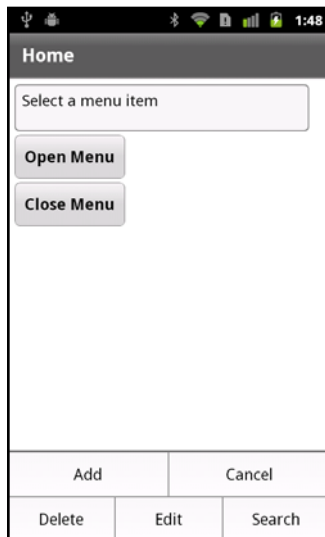 1:48
Home
Select a menu item
Open Menu
Close Menu
Add Cancel
Delete Edit Search